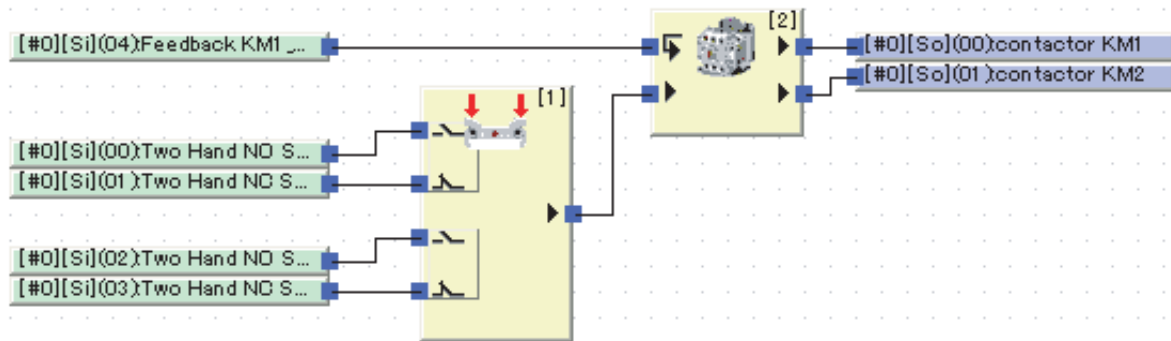 [#0][Si](04):Feedback KM1_...
[2]
[#0][So](00):contactor KM1
[#0][So](01):contactor KM2
[1]
[#0][Si](00):Two Hand NO S...
[#0][Si](01):Two Hand NC S...
[#0][Si](02):Two Hand NO S...
[#0][Si](03):Two Hand NC S...